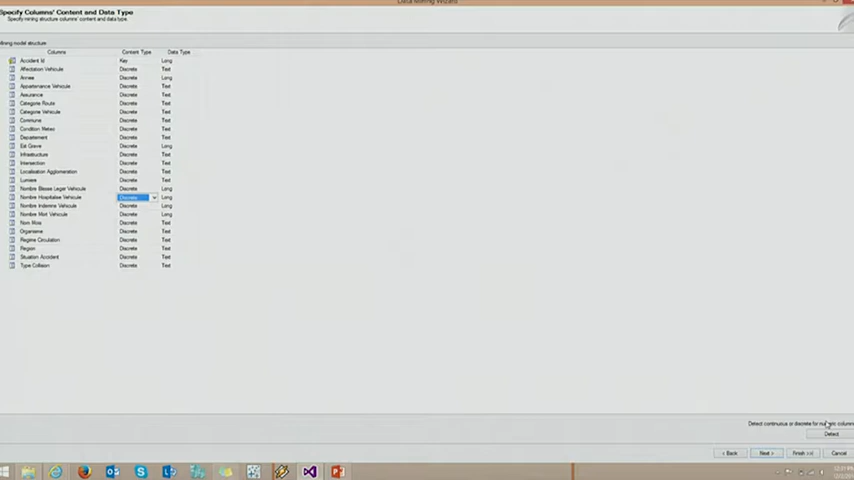 Data Mining Wizard
Specify Columns' Content and Data Type
Specify mining structure columns' content and data type.
Mining model structure
Columns Content Type Data Type
Accident Id Key Long
Affectation Vehicule Discrete Text
Annee Discrete Long
Appartenance Vehicule Discrete Text
Assurance Discrete Text
Categorie Route Discrete Text
Categorie Vehicule Discrete Text
Commune Discrete Text
Condition Meteo Discrete Text
Departement Discrete Text
Est Grave Discrete Long
Infrastructure Discrete Text
Intersection Discrete Text
Localisation Agglomeration Discrete Text
Lumiere Discrete Text
Nombre Blesse Leger Vehicule Discrete Long
Nombre Hospitalise Vehicule Discrete Long
Nombre Indemne Vehicule Discrete Long
Nombre Mort Vehicule Discrete Long
Nom Mois Discrete Text
Organisme Discrete Text
Regime Circulation Discrete Text
Region Discrete Text
Situation Accident Discrete Text
Type Collision Discrete Text
Detect continuous or discrete for numeric columns
Detect
< Back Next > Finish >>| Cancel